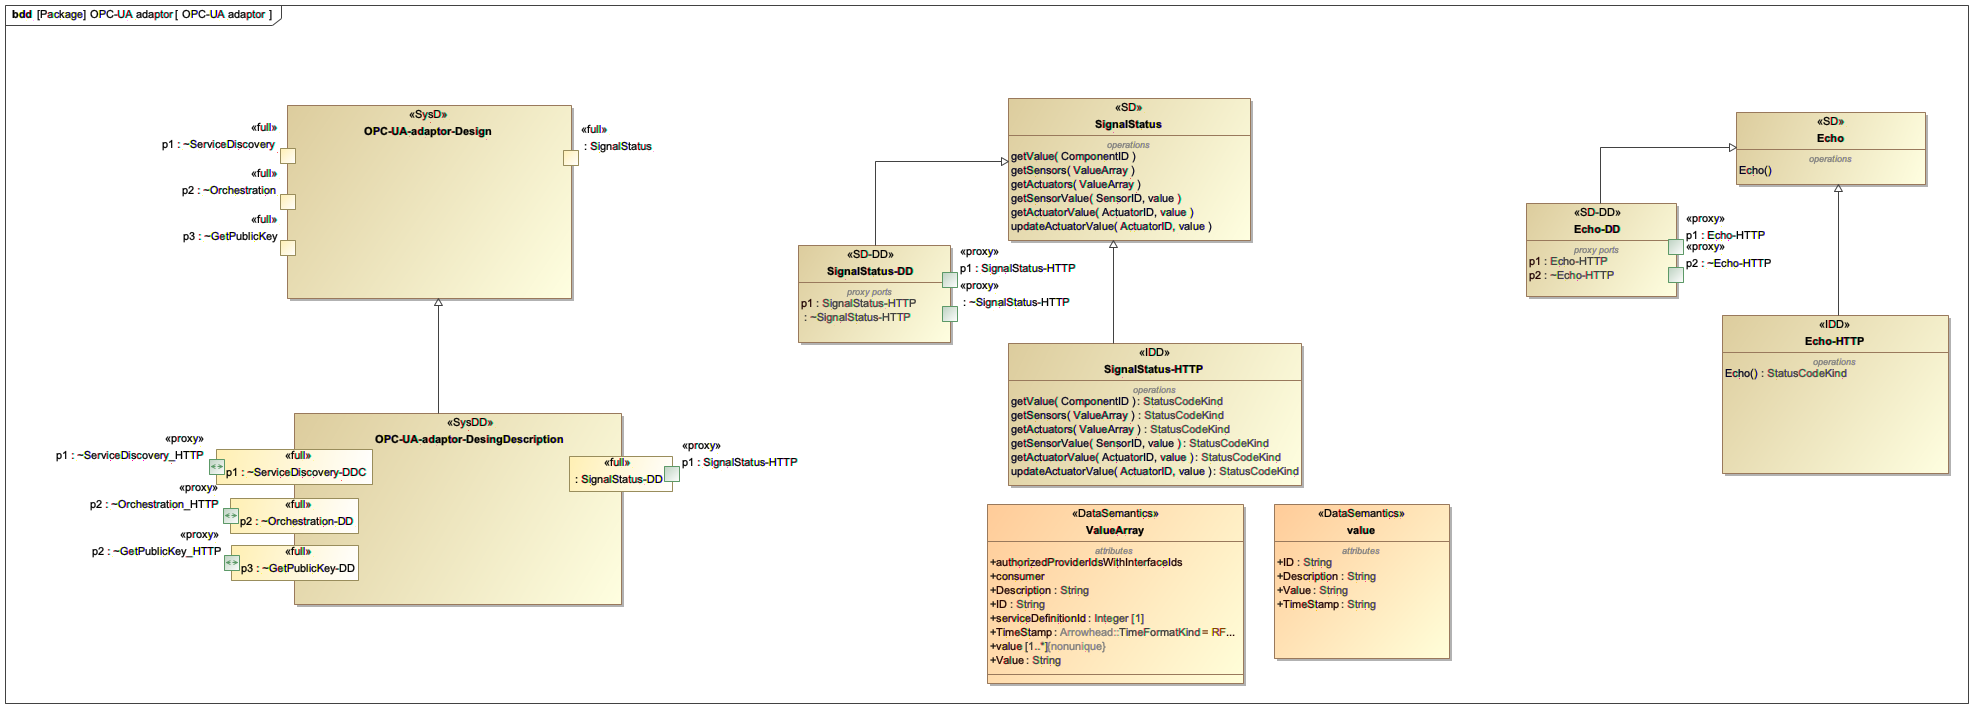 bdd [Package] OPC-UA adaptor [ OPC-UA adaptor ]
«SysD»
OPC-UA-adaptor-Design
«full»
p1 : ~ServiceDiscovery
«full»
p2 : ~Orchestration
«full»
p3 : ~GetPublicKey
«full»
: SignalStatus
«SysDD»
OPC-UA-adaptor-DesingDescription
«proxy»
p1 : ~ServiceDiscovery_HTTP
«full»
p1 : ~ServiceDiscovery-DDC
«proxy»
p2 : ~Orchestration_HTTP
«full»
p2 : ~Orchestration-DD
«proxy»
p2 : ~GetPublicKey_HTTP
«full»
p3 : ~GetPublicKey-DD
«full»
: SignalStatus-DD
«proxy»
p1 : SignalStatus-HTTP
«SD»
SignalStatus
operations
getValue( ComponentID )
getSensors( ValueArray )
getActuators( ValueArray )
getSensorValue( SensorID, value )
getActuatorValue( ActuatorID, value )
updateActuatorValue( ActuatorID, value )
«SD-DD»
SignalStatus-DD
proxy ports
p1 : SignalStatus-HTTP
: ~SignalStatus-HTTP
«proxy»
p1 : SignalStatus-HTTP
«proxy»
: ~SignalStatus-HTTP
«IDD»
SignalStatus-HTTP
operations
getValue( ComponentID ) : StatusCodeKind
getSensors( ValueArray ) : StatusCodeKind
getActuators( ValueArray ) : StatusCodeKind
getSensorValue( SensorID, value ) : StatusCodeKind
getActuatorValue( ActuatorID, value ) : StatusCodeKind
updateActuatorValue( ActuatorID, value ) : StatusCodeKind
«DataSemantics»
ValueArray
attributes
+authorizedProviderIdsWithInterfaceIds
+consumer
+Description : String
+ID : String
+serviceDefinitionId : Integer [1]
+TimeStamp : Arrowhead::TimeFormatKind = RF...
+value [1..*]{nonunique}
+Value : String
«DataSemantics»
value
attributes
+ID : String
+Description : String
+Value : String
+TimeStamp : String
«SD»
Echo
operations
Echo()
«SD-DD»
Echo-DD
proxy ports
p1 : Echo-HTTP
p2 : ~Echo-HTTP
«proxy»
p1 : Echo-HTTP
«proxy»
p2 : ~Echo-HTTP
«IDD»
Echo-HTTP
operations
Echo() : StatusCodeKind